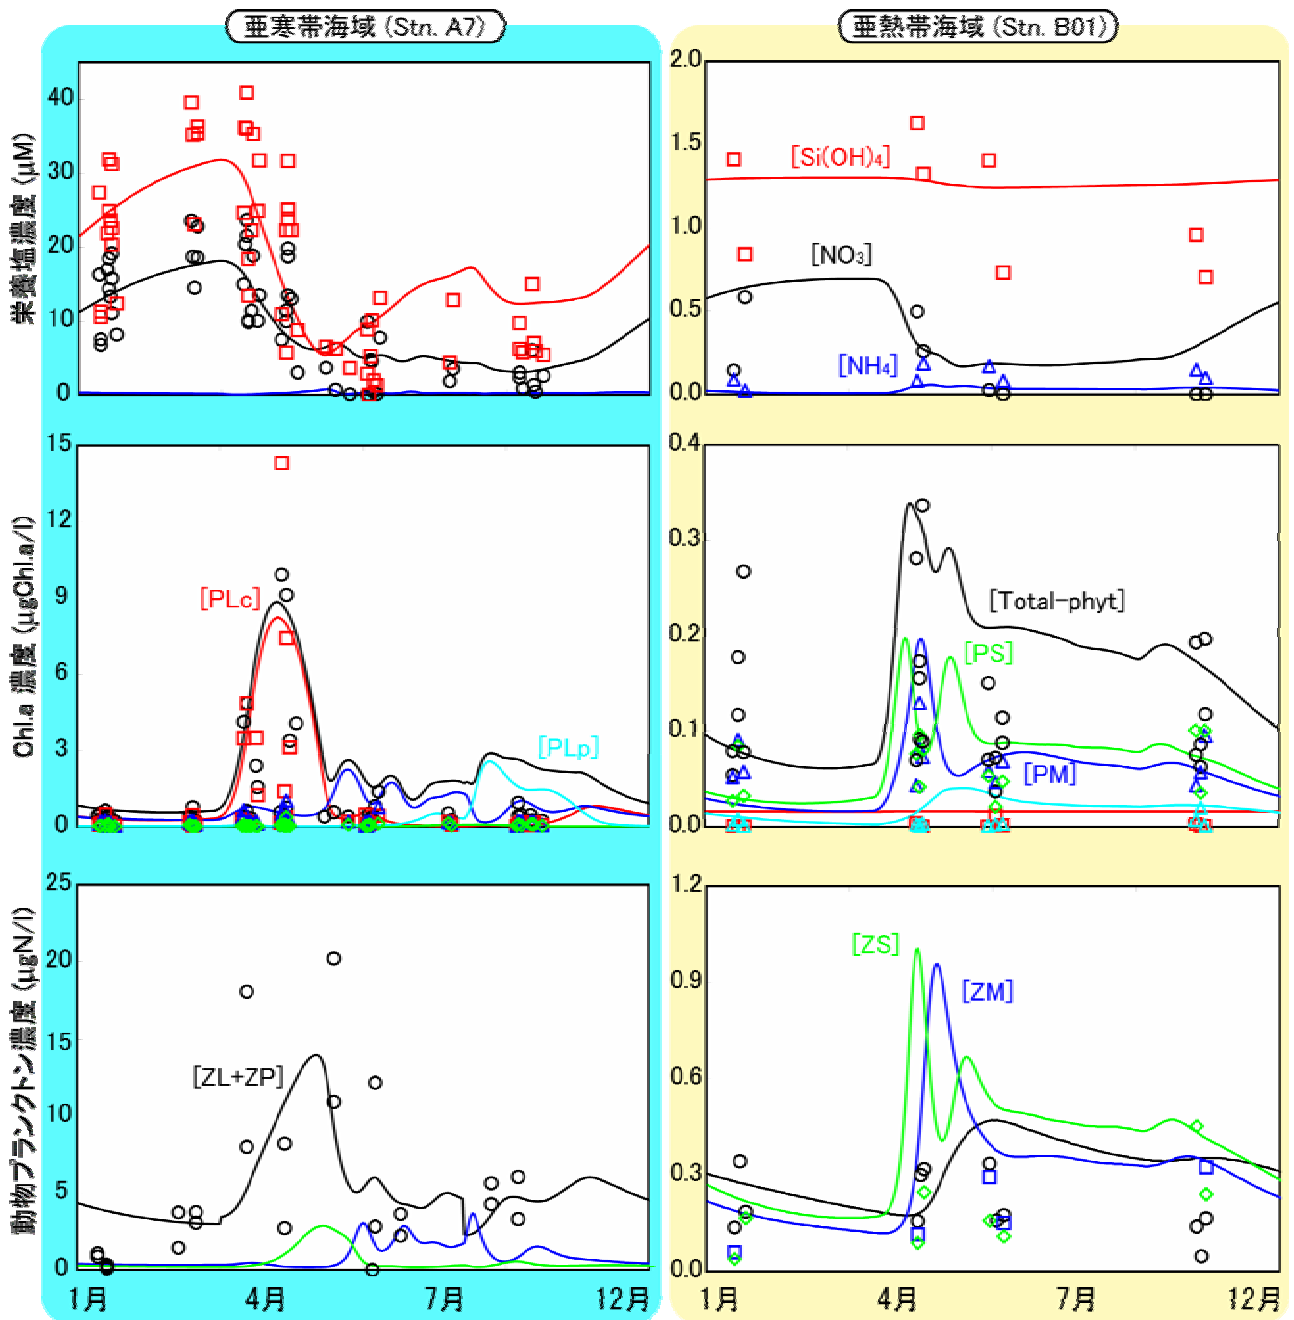 亜寒帯海域 (Stn. A7)
亜熱帯海域 (Stn. B01)
栄養塩濃度 (μM)
40
30
20
10
0
2.0
1.5
1.0
0.5
0.0
[Si(OH)4]
[NO3]
[NH4]
Chl.a 濃度 (μgChl.a/l)
15
12
9
6
3
0
[PLc]
[PLp]
0.4
0.3
0.2
0.1
0.0
[Total-phyt]
[PS]
[PM]
動物プランクトン濃度 (μgN/l)
25
20
15
10
5
0
[ZL+ZP]
1.2
0.9
0.6
0.3
0.0
[ZS]
[ZM]
1月
4月
7月
12月
1月
4月
7月
12月